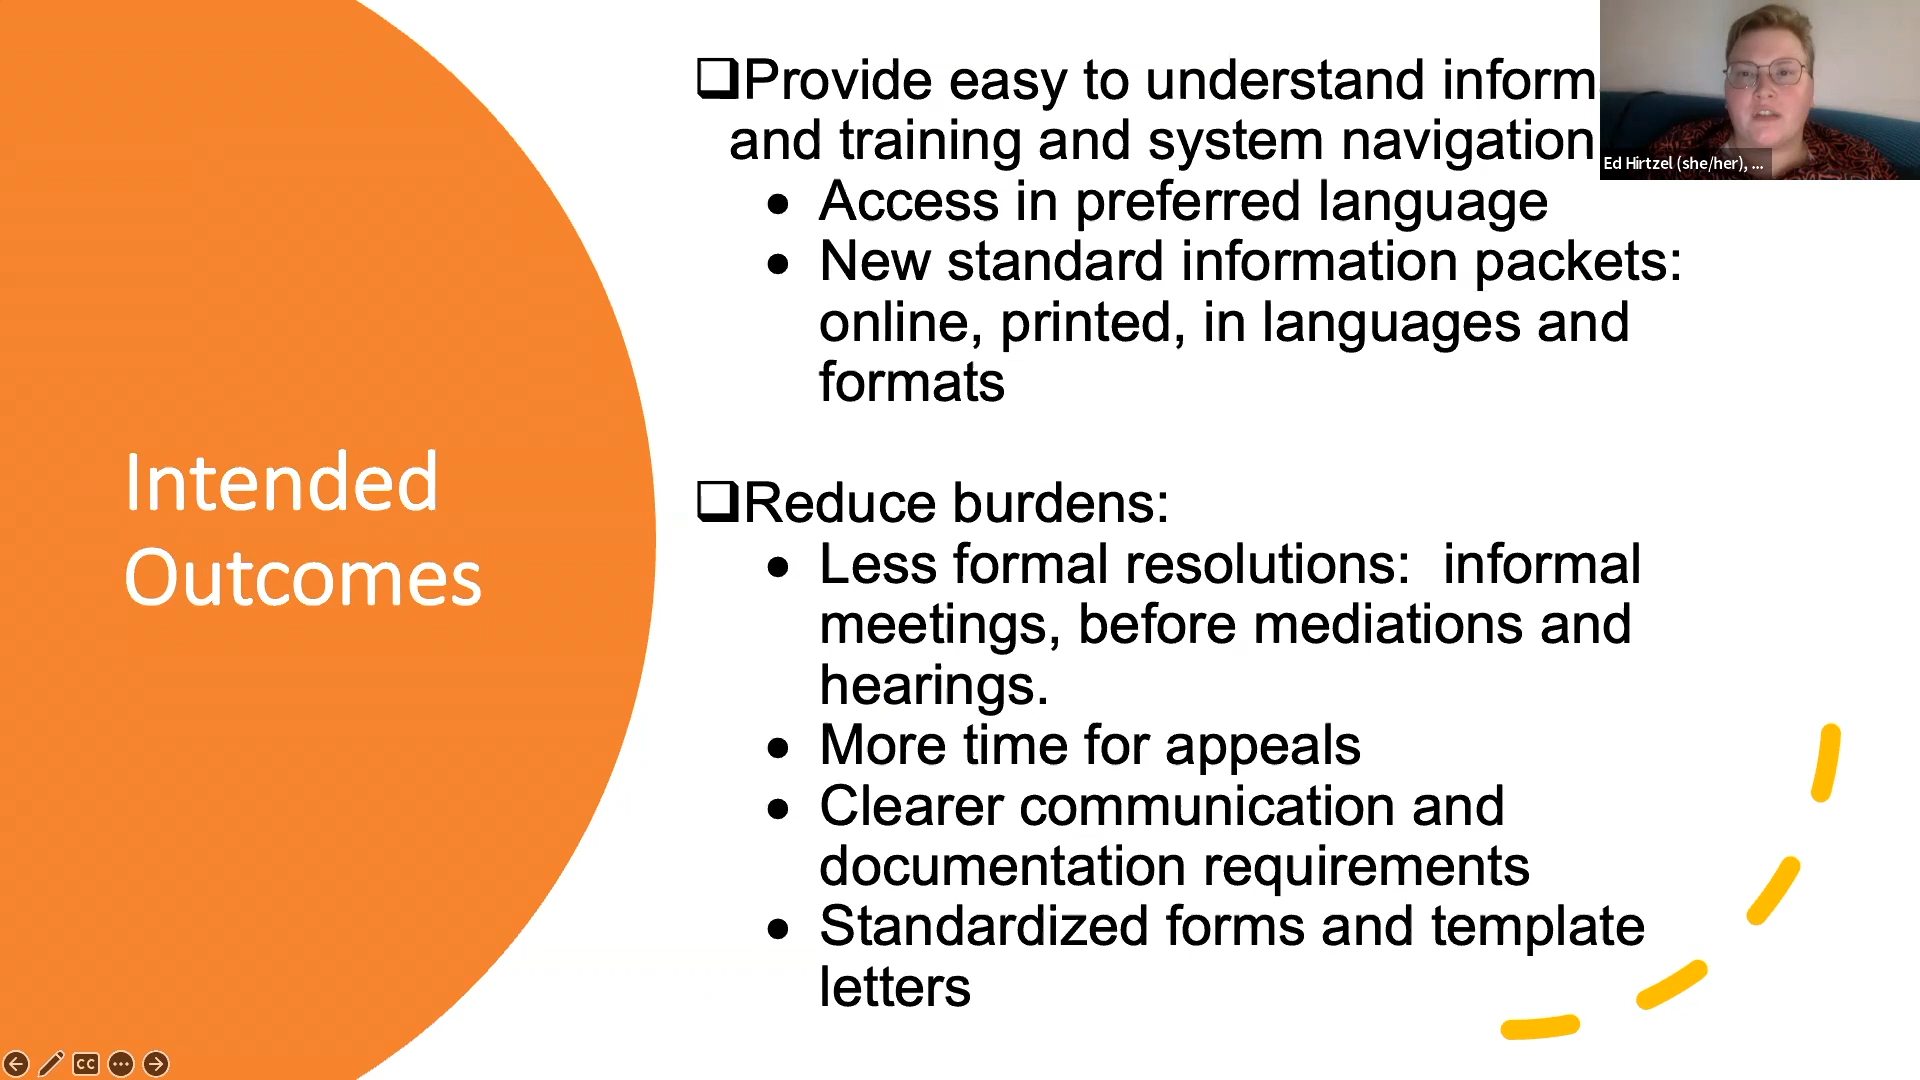 Intended
Outcomes
❑Provide easy to understand inform
and training and system navigation
• Access in preferred language
• New standard information packets:
online, printed, in languages and
formats
❑Reduce burdens:
• Less formal resolutions:  informal
meetings, before mediations and
hearings.
• More time for appeals
• Clearer communication and
documentation requirements
• Standardized forms and template
letters
Ed Hirtzel (she/her), ...
CC